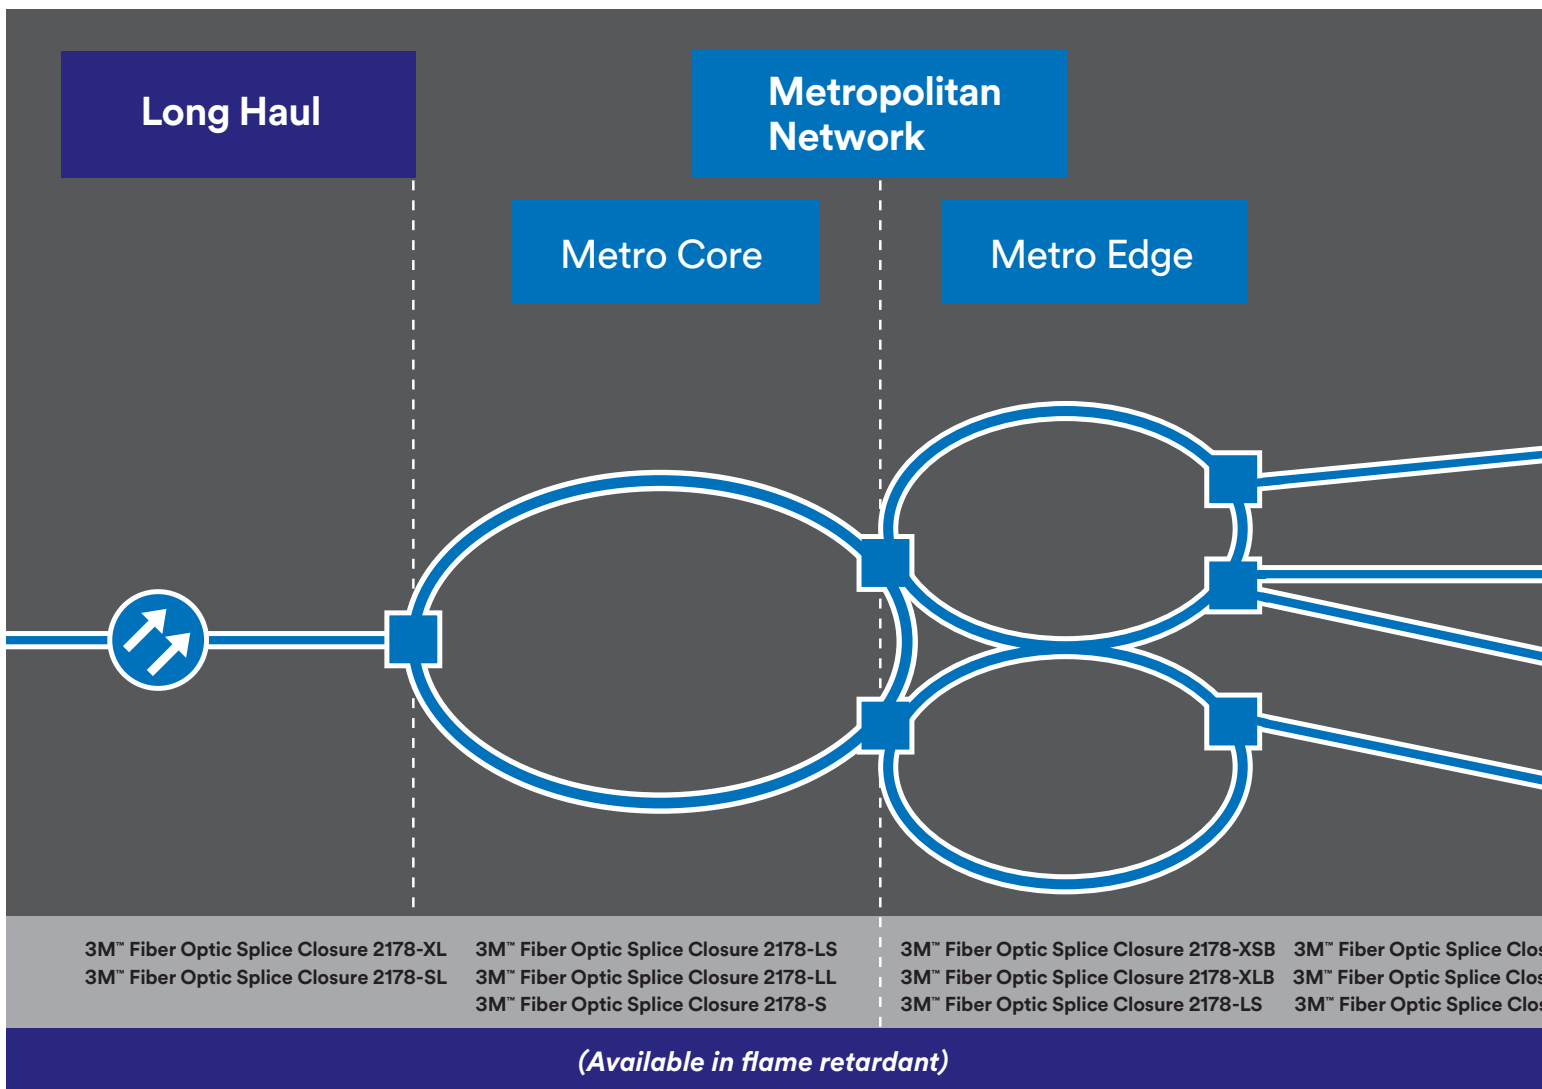 Long Haul
Metropolitan
Network
Metro Core
Metro Edge
3M™ Fiber Optic Splice Closure 2178-XL
3M™ Fiber Optic Splice Closure 2178-SL
3M™ Fiber Optic Splice Closure 2178-LS
3M™ Fiber Optic Splice Closure 2178-LL
3M™ Fiber Optic Splice Closure 2178-S
3M™ Fiber Optic Splice Closure 2178-XSB
3M™ Fiber Optic Splice Closure 2178-XLB
3M™ Fiber Optic Splice Closure 2178-LS
3M™ Fiber Optic Splice
3M™ Fiber Optic Splice
3M™ Fiber Optic Splice
(Available in flame retardant)